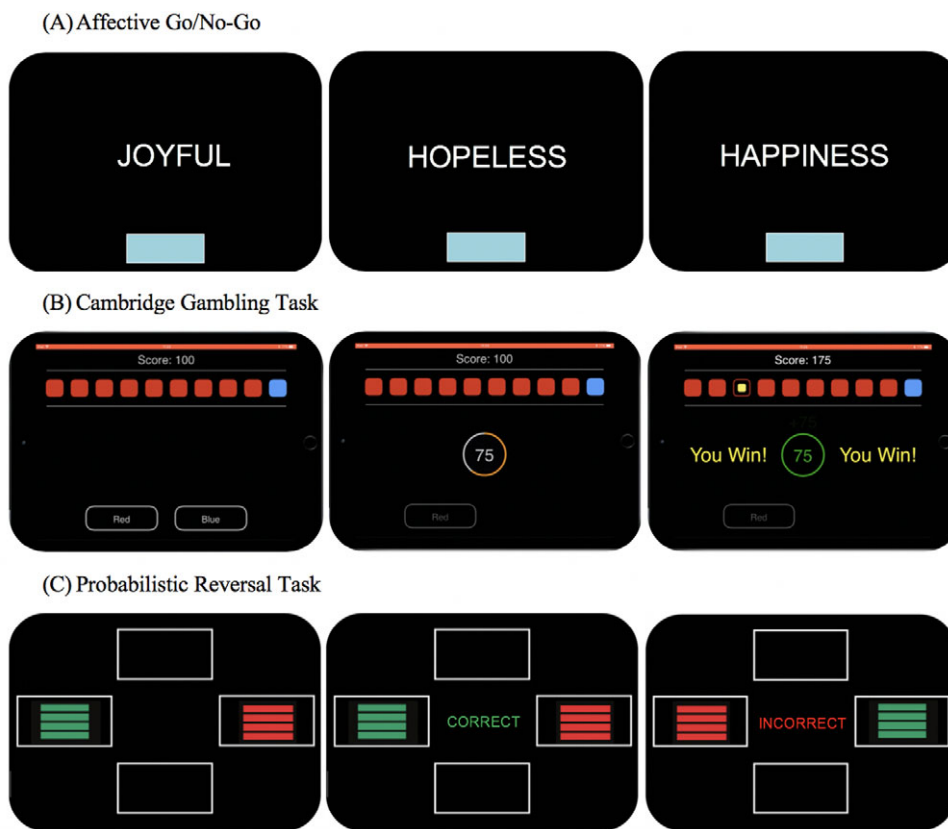 (A) Affective Go/No-Go
JOYFUL
HOPELESS
HAPPINESS
(B) Cambridge Gambling Task
Score: 100
Score: 100
Score: 175
75
+75
You Win!
75
You Win!
Red
Blue
Red
Red
(C) Probabilistic Reversal Task
CORRECT
INCORRECT